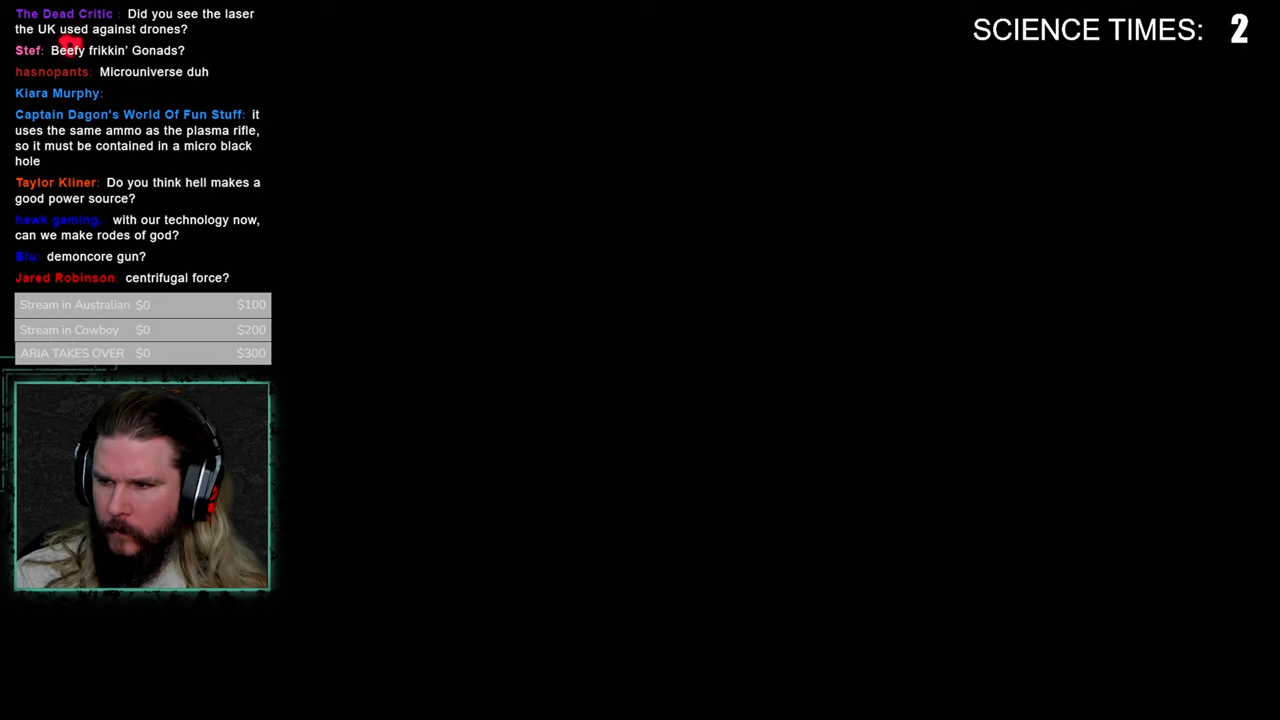 The Dead Critic : Did you see the laser
the UK used against drones?
Stef: Beefy frikkin' Gonads?
hasnopants: Microuniverse duh
Kiara Murphy:
Captain Dagon's World Of Fun Stuff: it
uses the same ammo as the plasma rifle,
so it must be contained in a micro black
hole
Taylor Kliner: Do you think hell makes a
good power source?
hawk gaming.: with our technology now,
can we make rodes of god?
Blu: demoncore gun?
Jared Robinson: centrifugal force?
Stream in Australian $0 $100
Stream in Cowboy $0 $200
ARIA TAKES OVER $0 $300
SCIENCE TIMES: 2